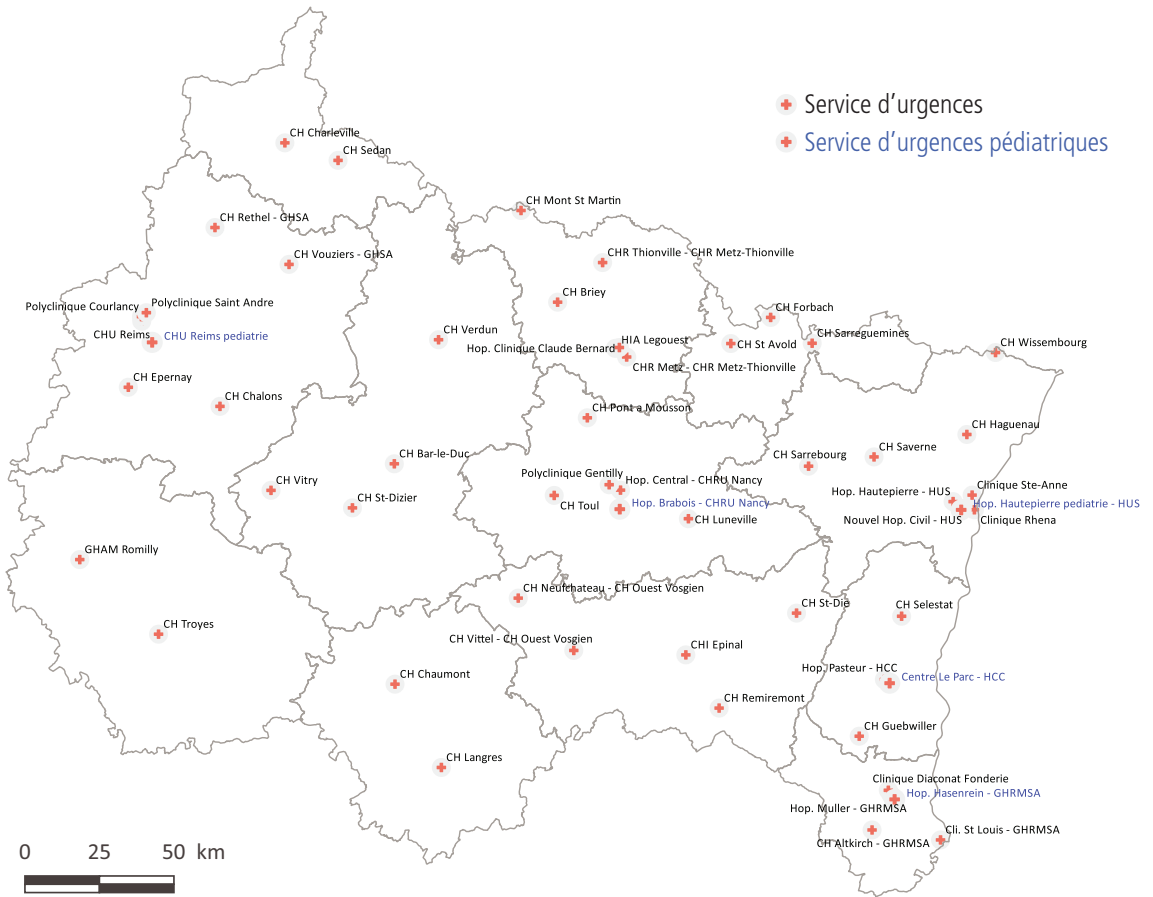 Service d'urgences
Service d'urgences pédiatriques
CH Charleville
CH Sedan
CH Mont St Martin
CH Rethel - GHSA
CH Vouziers - GHSA
CHR Thionville - CHR Metz-Thionville
CH Briey
Polyclinique Courlancy
Polyclinique Saint Andre
CHU Reims
CHU Reims pediatrie
CH Forbach
CH Verdun
HIA Legouest
Hop. Clinique Claude Bernard
CH St Avold
CH Sarreguemines
CH Wissembourg
CHR Metz - CHR Metz-Thionville
CH Epernay
CH Chalons
CH Pont a Mousson
CH Haguenau
CH Bar-le-Duc
CH Sarrebourg
CH Saverne
CH Vitry
CH St-Dizier
Polyclinique Gentilly
Hop. Central - CHRU Nancy
CH Toul
Hop. Brabois - CHRU Nancy
CH Luneville
Clinique Ste-Anne
Hop. Hautepierre - HUS
Hop. Hautepierre pediatrie - HUS
Nouvel Hop. Civil - HUS
Clinique Rhena
GHAM Romilly
CH Neufchateau - CH Ouest Vosgien
CH St-Dié
CH Selestat
CH Troyes
CH Vittel - CH Ouest Vosgien
CHI Epinal
CH Chaumont
Hop. Pasteur - HCC
Centre Le Parc - HCC
CH Remiremont
CH Guebwiller
CH Langres
Clinique Diaconat Fonderie
Hop. Hasenrein - GHRMSA
Hop. Muller - GHRMSA
Cli. St Louis - GHRMSA
CH Altkirch - GHRMSA
0 25 50 km